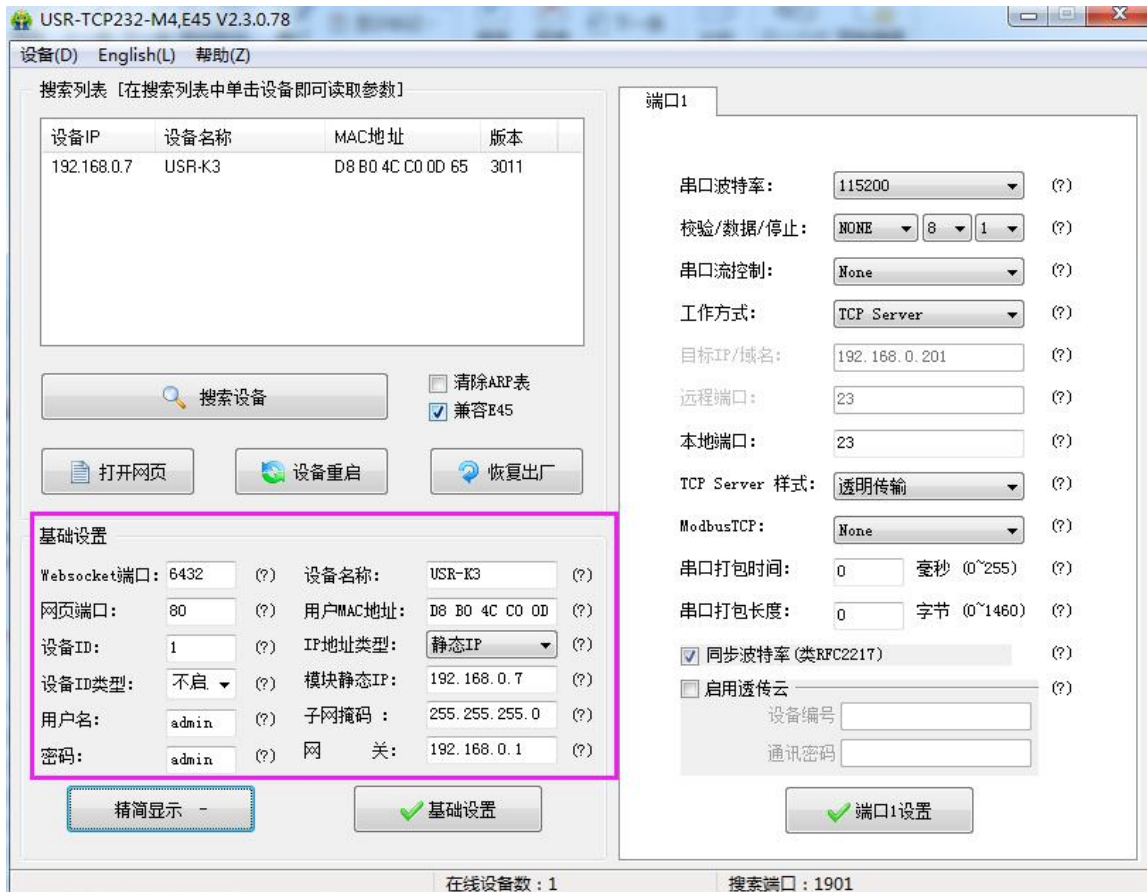 USR-TCP232-M4,E45 V2.3.0.78
设备(D) English(L) 帮助(Z)
搜索列表 [在搜索列表中单击设备即可读取参数]
设备IP 设备名称 MAC地址 版本
192.168.0.7 USR-K3 D8 B0 4C C0 0D 65 3011
搜索设备
清除ARP表
兼容E45
打开网页 设备重启 恢复出厂
基础设置
Websocket端口: 6432 (?) 设备名称: USR-K3 (?)
网页端口: 80 (?) 用户MAC地址: D8 B0 4C C0 0D (?)
设备ID: 1 (?) IP地址类型: 静态IP (?)
设备ID类型: 不启 (?) 模块静态IP: 192.168.0.7 (?)
用户名: admin (?) 子网掩码 : 255.255.255.0 (?)
密码: admin (?) 网 关: 192.168.0.1 (?)
精简显示 - 基础设置
端口1
串口波特率: 115200 (?)
校验/数据/停止: NONE 8 1 (?)
串口流控制: None (?)
工作方式: TCP Server (?)
目标IP/域名: 192.168.0.201 (?)
远程端口: 23 (?)
本地端口: 23 (?)
TCP Server 样式: 透明传输 (?)
ModbusTCP: None (?)
串口打包时间: 0 毫秒 (0~255) (?)
串口打包长度: 0 字节 (0~1460) (?)
同步波特率(类RFC2217) (?)
启用透传云 (?)
设备编号
通讯密码
端口1设置
在线设备数:1 搜索端口:1901